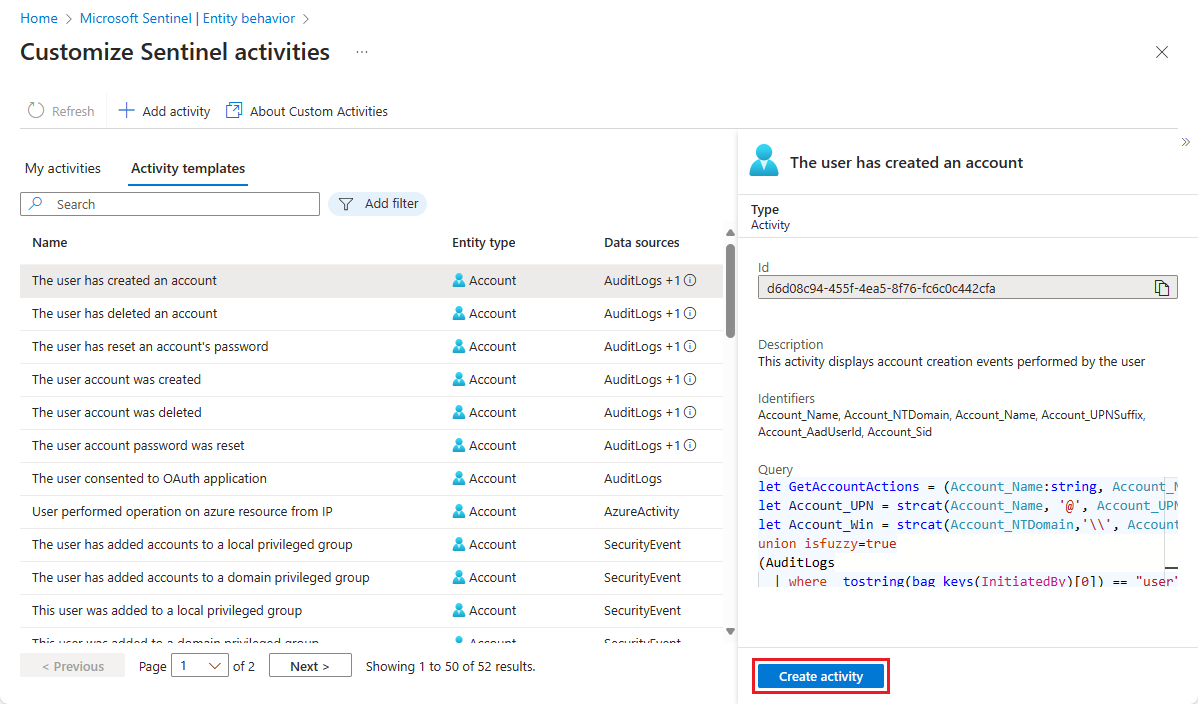 Home > Microsoft Sentinel | Entity behavior >
Customize Sentinel activities ...
Refresh Add activity About Custom Activities
My activities Activity templates
Search Add filter
Name Entity type Data sources
The user has created an account Account AuditLogs +1
The user has deleted an account Account AuditLogs +1
The user has reset an account's password Account AuditLogs +1
The user account was created Account AuditLogs +1
The user account was deleted Account AuditLogs +1
The user account password was reset Account AuditLogs +1
The user consented to OAuth application Account AuditLogs
User performed operation on azure resource from IP Account AzureActivity
The user has added accounts to a local privileged group Account SecurityEvent
The user has added accounts to a domain privileged group Account SecurityEvent
This user was added to a local privileged group Account SecurityEvent
This user was added to a domain privileged group Account SecurityEvent
< Previous Page 1 of 2 Next > Showing 1 to 50 of 52 results.
The user has created an account
Type
Activity
Id
d6d08c94-455f-4ea5-8f76-fc6c0c442cfa
Description
This activity displays account creation events performed by the user
Identifiers
Account_Name, Account_NTDomain, Account_Name, Account_UPNSuffix,
Account_AadUserId, Account_Sid
Query
let GetAccountActions = (Account_Name:string, Account_N
let Account_UPN = strcat(Account_Name, '@', Account_UPN
let Account_Win = strcat(Account_NTDomain,'\\', Account
union isfuzzy=true
(AuditLogs
| where tostring(bag_keys(InitiatedBy)[0]) == "user"
Create activity